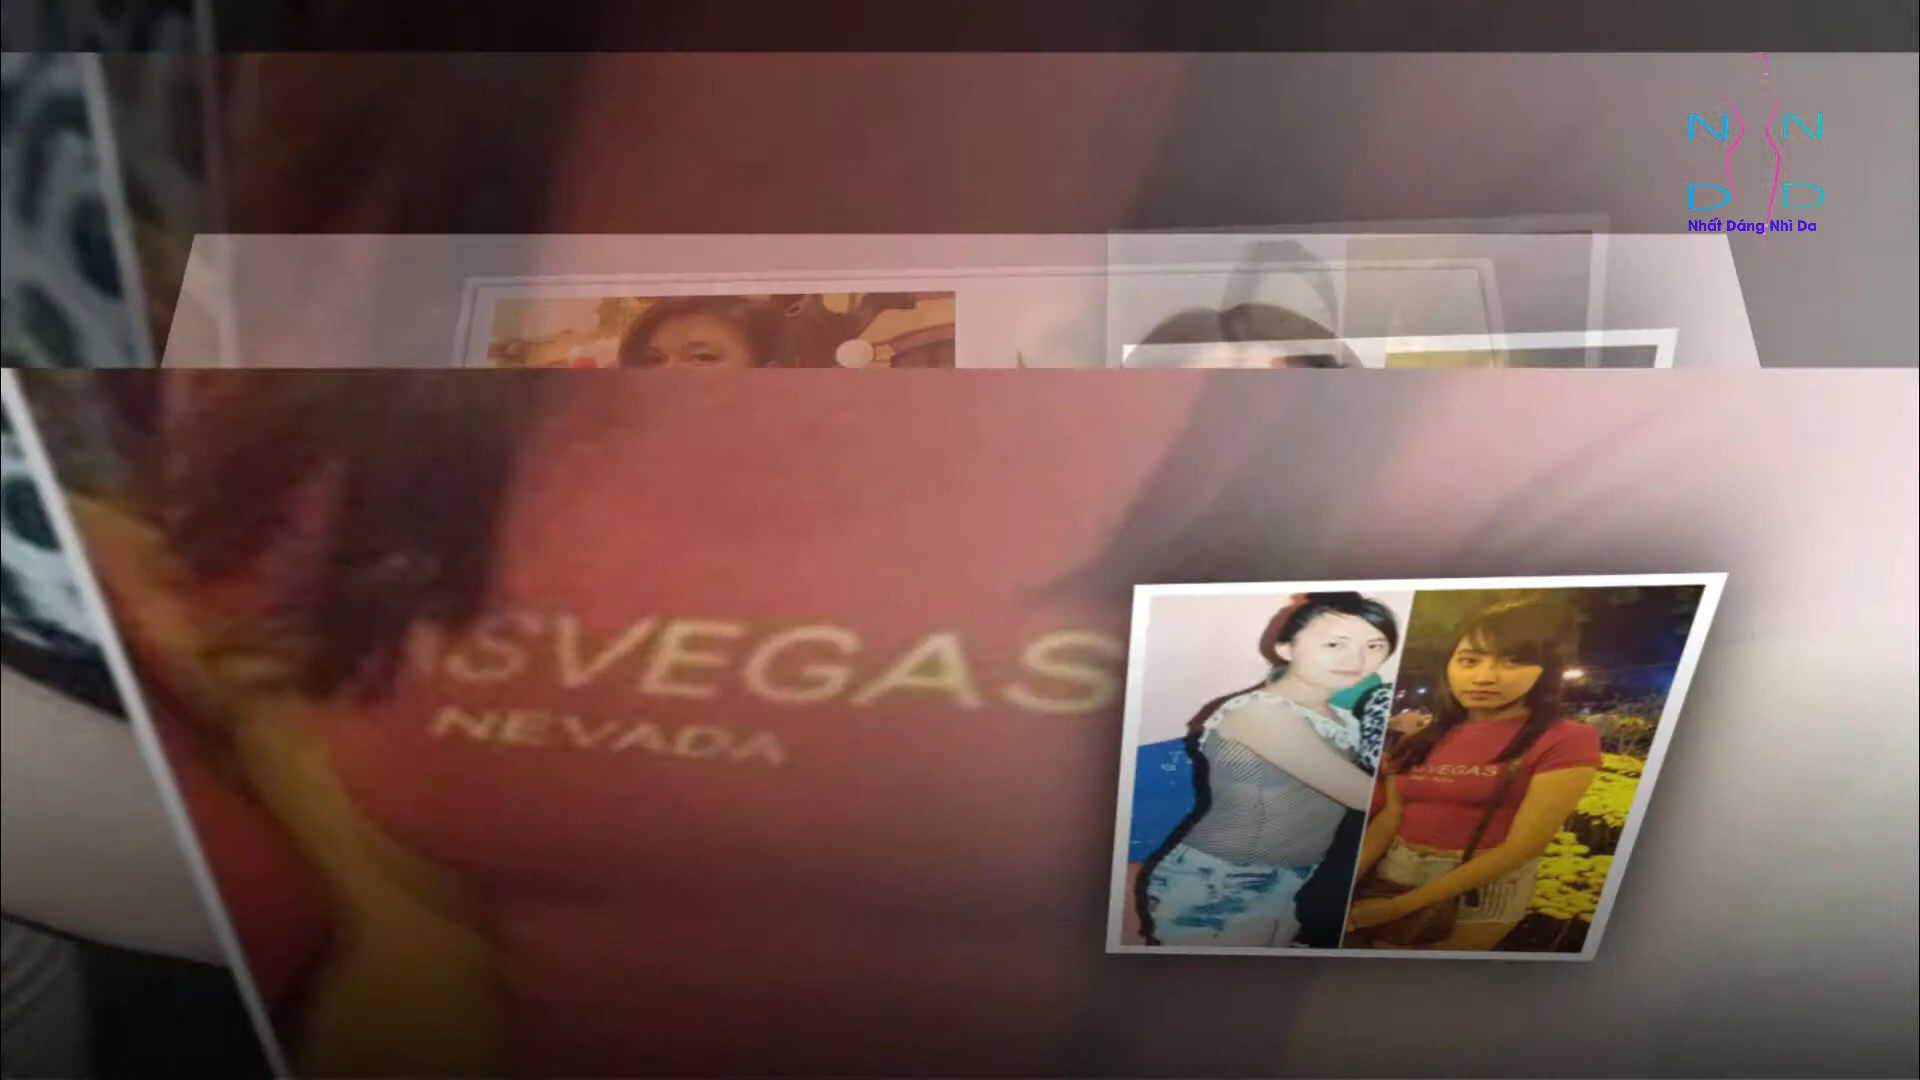 N N
D D
Nhất Dáng Nhì Da
SVEGAS
NEVADA
SVEGAS